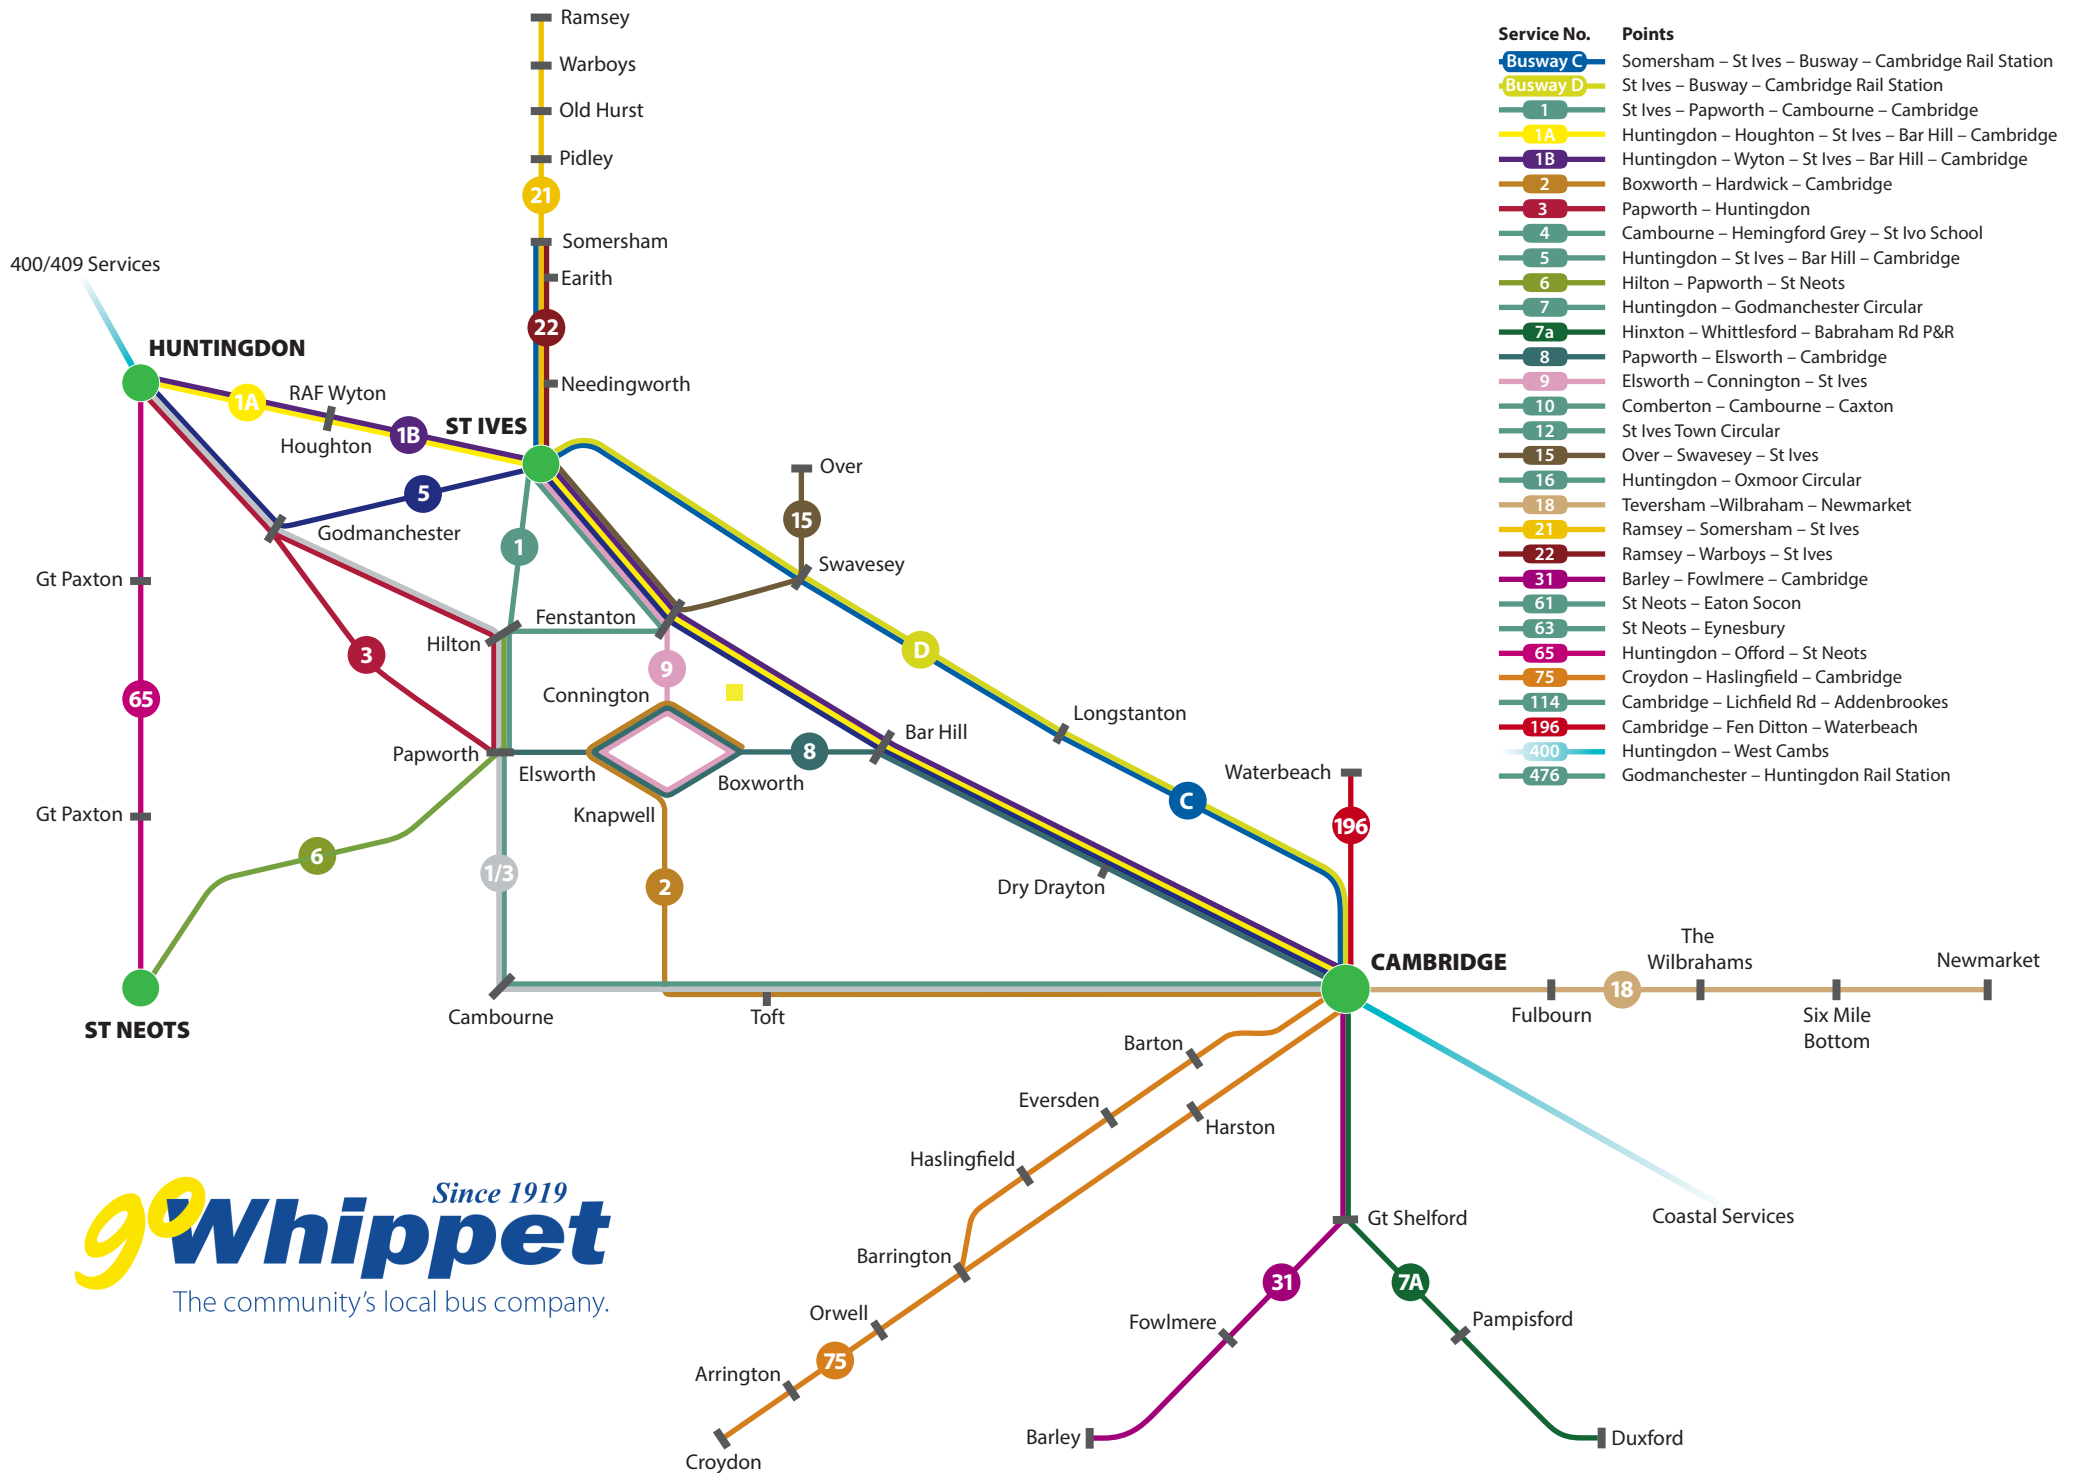 Ramsey
Warboys
Old Hurst
Pidley
21
Somersham
Earith
22
Needingworth
400/409 Services
HUNTINGDON
1A
RAF Wyton
Houghton
1B
ST IVES
5
Godmanchester
1
Over
15
Swavesey
Gt Paxton
Fenstanton
Hilton
3
9
D
65
Connington
Longstanton
Bar Hill
Papworth
Elsworth
8
Boxworth
Knapwell
Waterbeach
C
196
Gt Paxton
6
1/3
2
Dry Drayton
ST NEOTS
Cambourne
Toft
CAMBRIDGE
The
Wilbrahams
Newmarket
18
Fulbourn
Six Mile
Bottom
Barton
Eversden
Harston
Haslingfield
Barrington
Orwell
75
Arrington
Croydon
Gt Shelford
Coastal Services
31
7A
Fowlmere
Pampisford
Barley
Duxford
Service No. Points
Busway C Somersham – St Ives – Busway – Cambridge Rail Station
Busway D St Ives – Busway – Cambridge Rail Station
1 St Ives – Papworth – Cambourne – Cambridge
1A Huntingdon – Houghton – St Ives – Bar Hill – Cambridge
1B Huntingdon – Wyton – St Ives – Bar Hill – Cambridge
2 Boxworth – Hardwick – Cambridge
3 Papworth – Huntingdon
4 Cambourne – Hemingford Grey – St Ivo School
5 Huntingdon – St Ives – Bar Hill – Cambridge
6 Hilton – Papworth – St Neots
7 Huntingdon – Godmanchester Circular
7a Hinxton – Whittlesford – Babraham Rd P&R
8 Papworth – Elsworth – Cambridge
9 Elsworth – Connington – St Ives
10 Comberton – Cambourne – Caxton
12 St Ives Town Circular
15 Over – Swavesey – St Ives
16 Huntingdon – Oxmoor Circular
18 Teversham –Wilbraham – Newmarket
21 Ramsey – Somersham – St Ives
22 Ramsey – Warboys – St Ives
31 Barley – Fowlmere – Cambridge
61 St Neots – Eaton Socon
63 St Neots – Eynesbury
65 Huntingdon – Offord – St Neots
75 Croydon – Haslingfield – Cambridge
114 Cambridge – Lichfield Rd – Addenbrookes
196 Cambridge – Fen Ditton – Waterbeach
400 Huntingdon – West Cambs
476 Godmanchester – Huntingdon Rail Station
Since 1919
go Whippet
The community's local bus company.